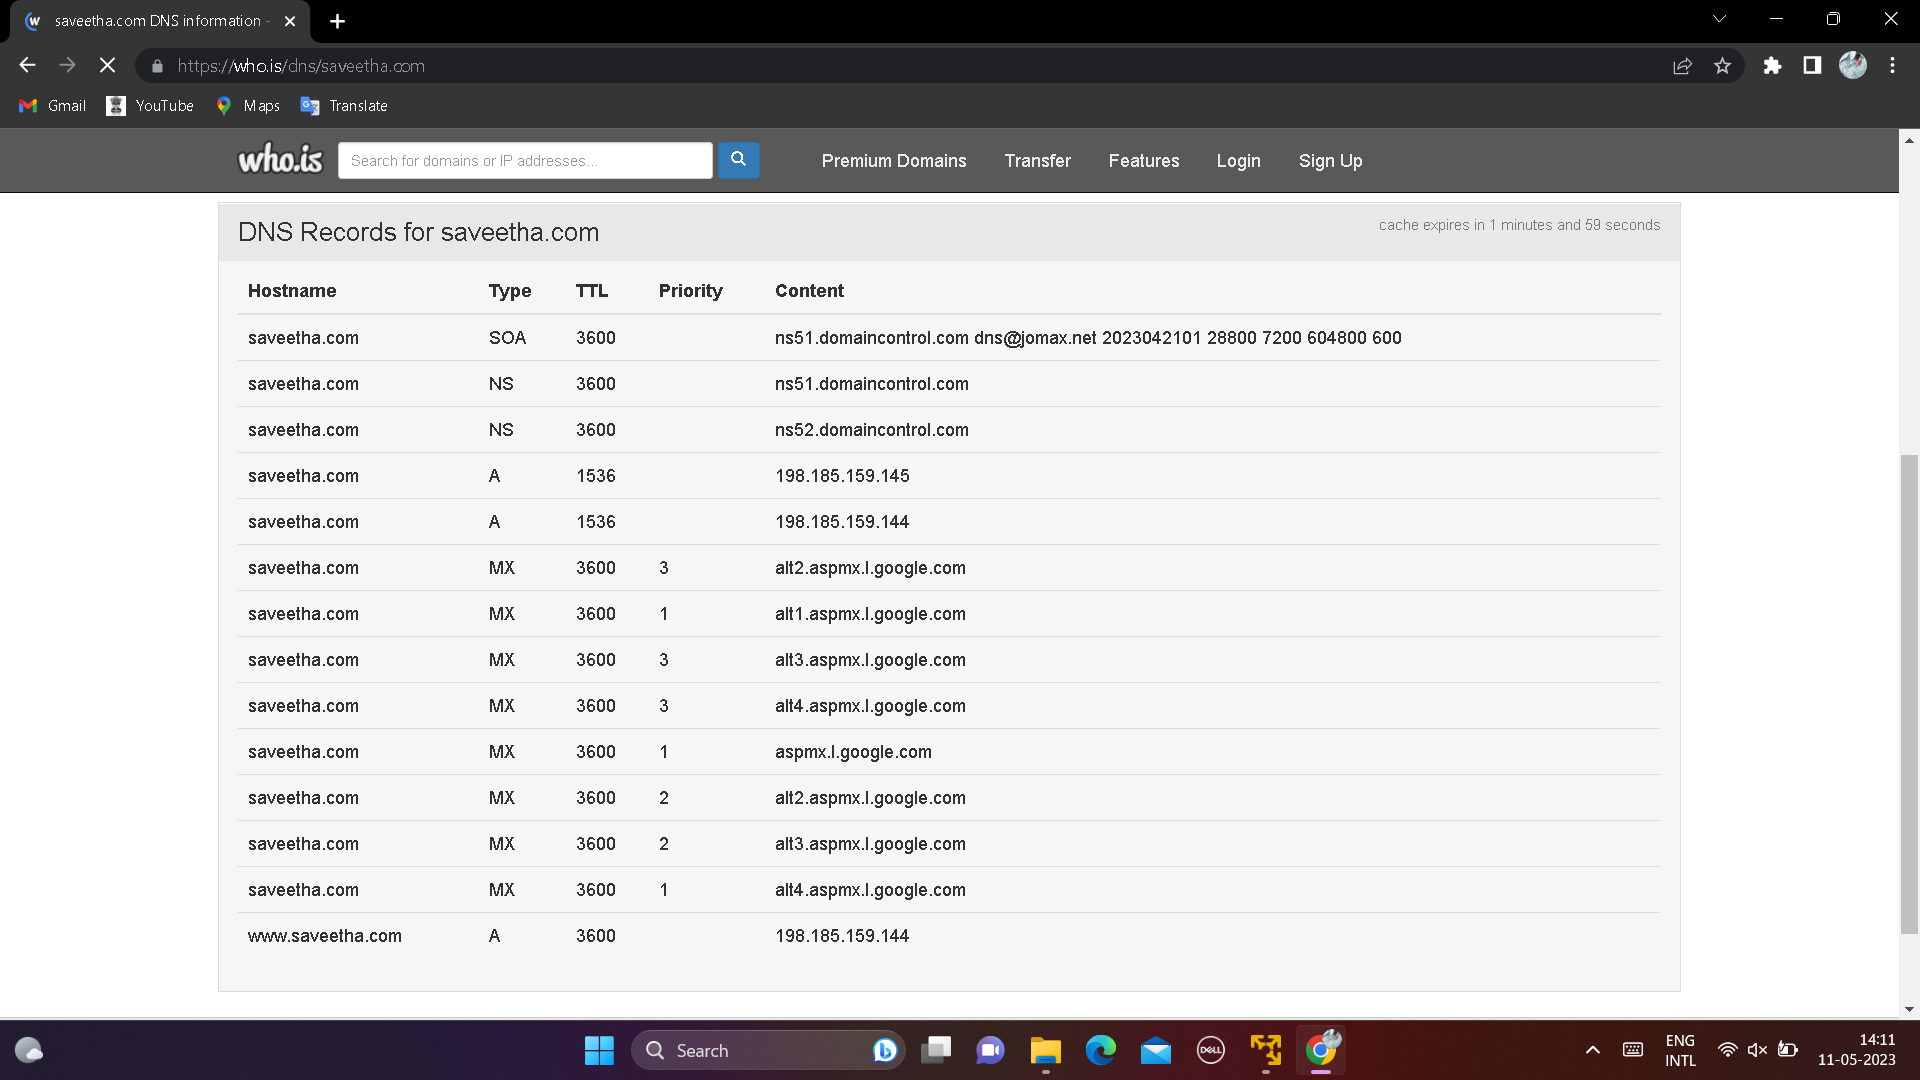 saveetha.com DNS information -
https://who.is/dns/saveetha.com
Gmail YouTube Maps Translate
who.is Search for domains or IP addresses... Premium Domains Transfer Features Login Sign Up
DNS Records for saveetha.com cache expires in 1 minutes and 59 seconds
Hostname Type TTL Priority Content
saveetha.com SOA 3600 ns51.domaincontrol.com dns@jomax.net 2023042101 28800 7200 604800 600
saveetha.com NS 3600 ns51.domaincontrol.com
saveetha.com NS 3600 ns52.domaincontrol.com
saveetha.com A 1536 198.185.159.145
saveetha.com A 1536 198.185.159.144
saveetha.com MX 3600 3 alt2.aspmx.l.google.com
saveetha.com MX 3600 1 alt1.aspmx.l.google.com
saveetha.com MX 3600 3 alt3.aspmx.l.google.com
saveetha.com MX 3600 3 alt4.aspmx.l.google.com
saveetha.com MX 3600 1 aspmx.l.google.com
saveetha.com MX 3600 2 alt2.aspmx.l.google.com
saveetha.com MX 3600 2 alt3.aspmx.l.google.com
saveetha.com MX 3600 1 alt4.aspmx.l.google.com
www.saveetha.com A 3600 198.185.159.144
Search DELL ENG 14:11
INTL 11-05-2023